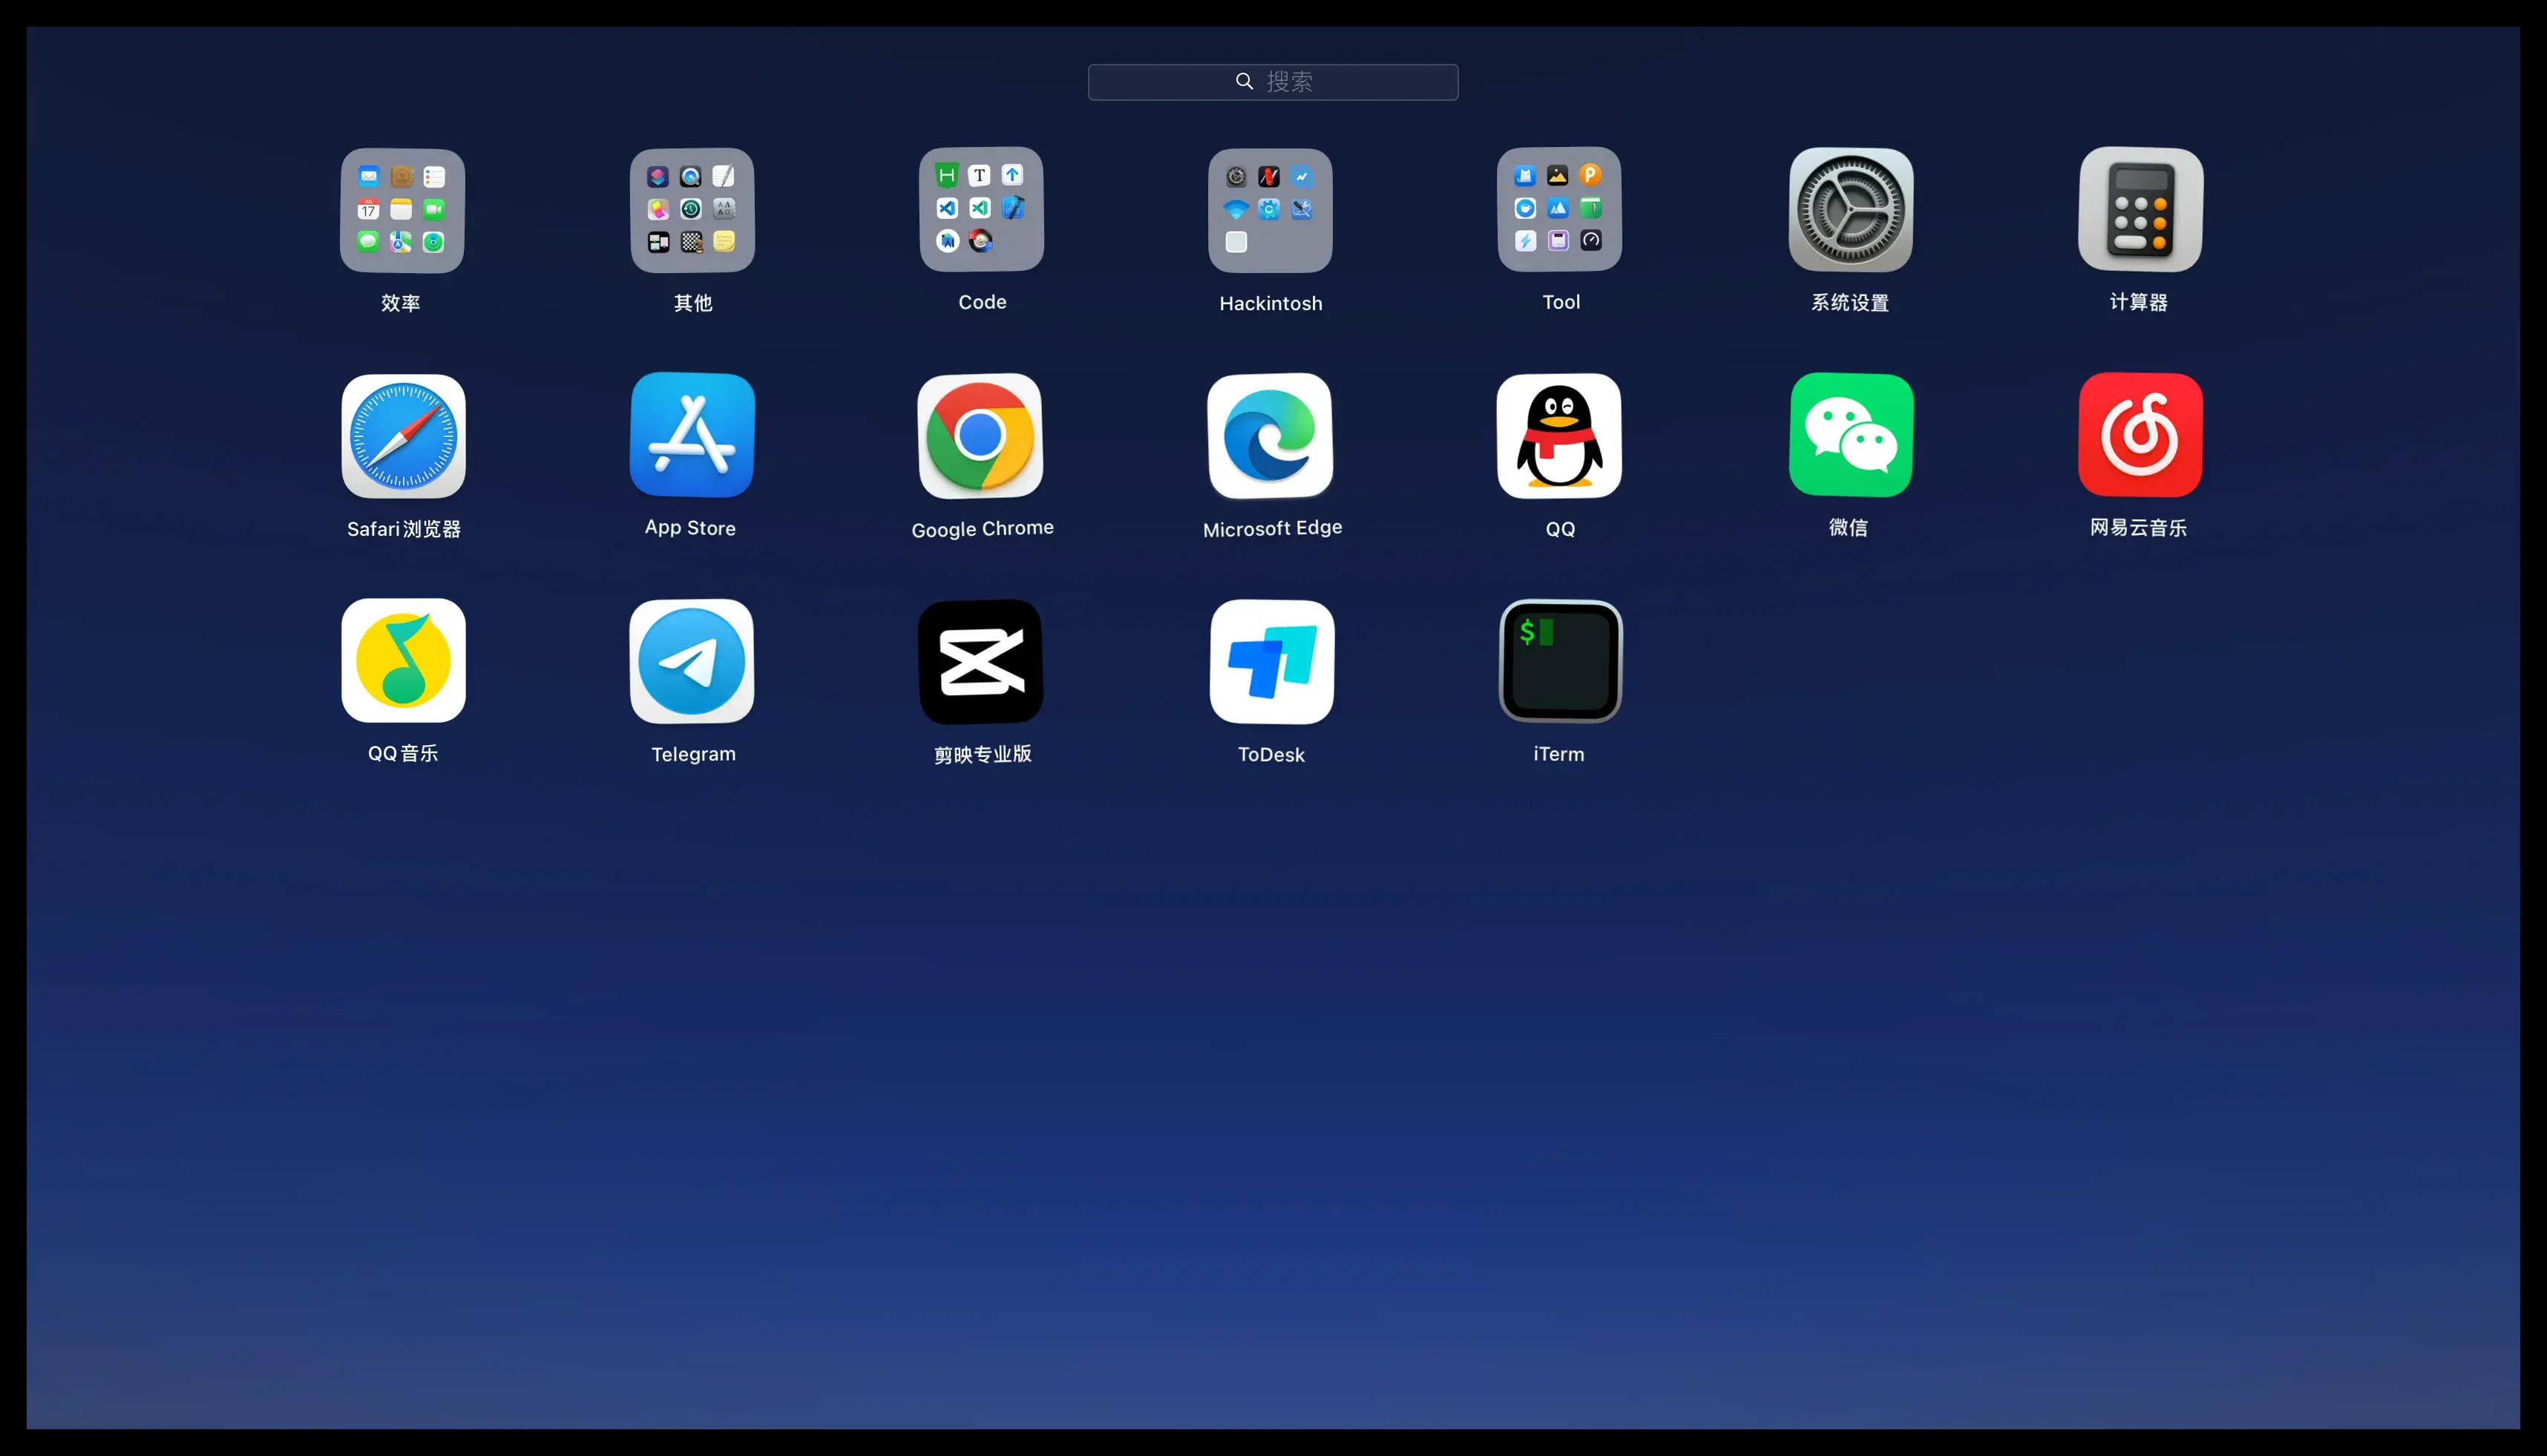 搜索
效率
其他
Code
Hackintosh
Tool
系统设置
计算器
Safari浏览器
App Store
Google Chrome
Microsoft Edge
QQ
微信
网易云音乐
QQ音乐
Telegram
剪映专业版
ToDesk
iTerm
17
H
T
$